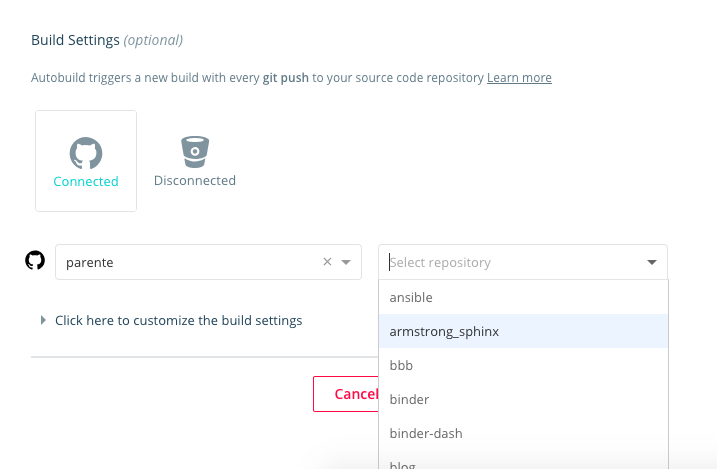 Build Settings (optional)
Autobuild triggers a new build with every git push to your source code repository Learn more
Connected
Disconnected
parente
Select repository
ansible
Click here to customize the build settings
armstrong_sphinx
bbb
Cancel
binder
binder-dash
blog